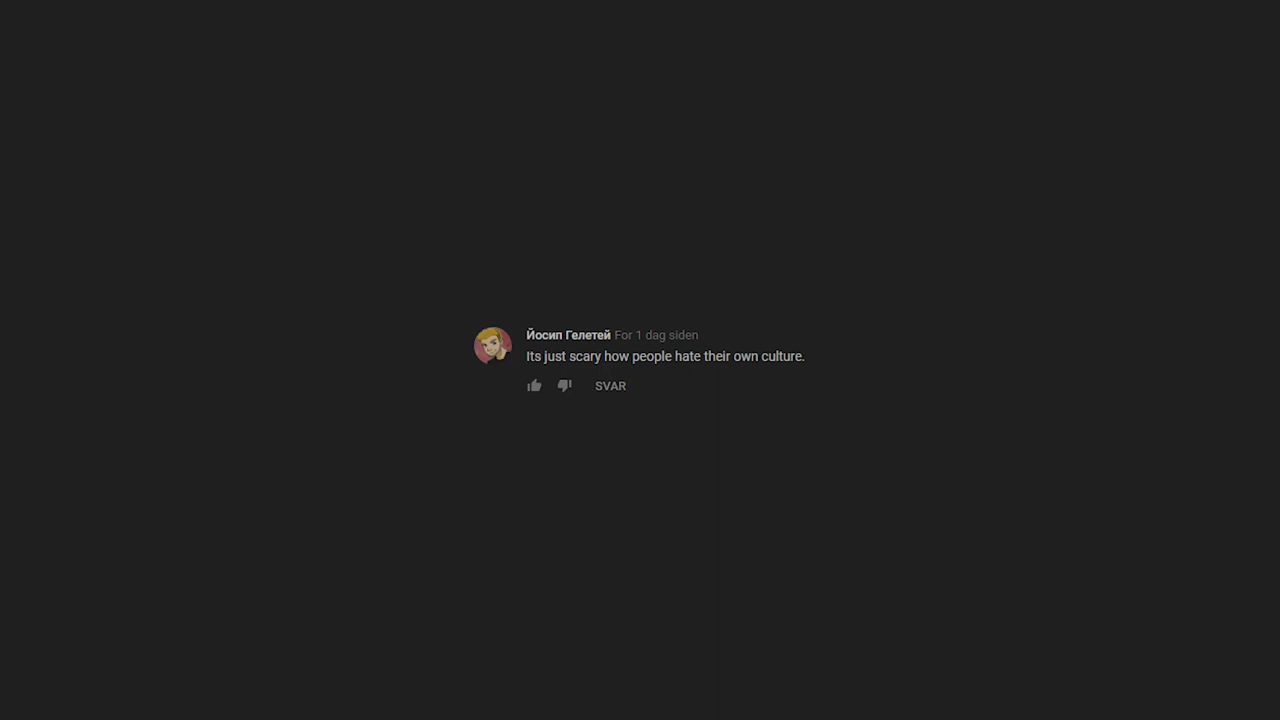 Йосип Гелетей For 1 dag siden
Its just scary how people hate their own culture.
SVAR